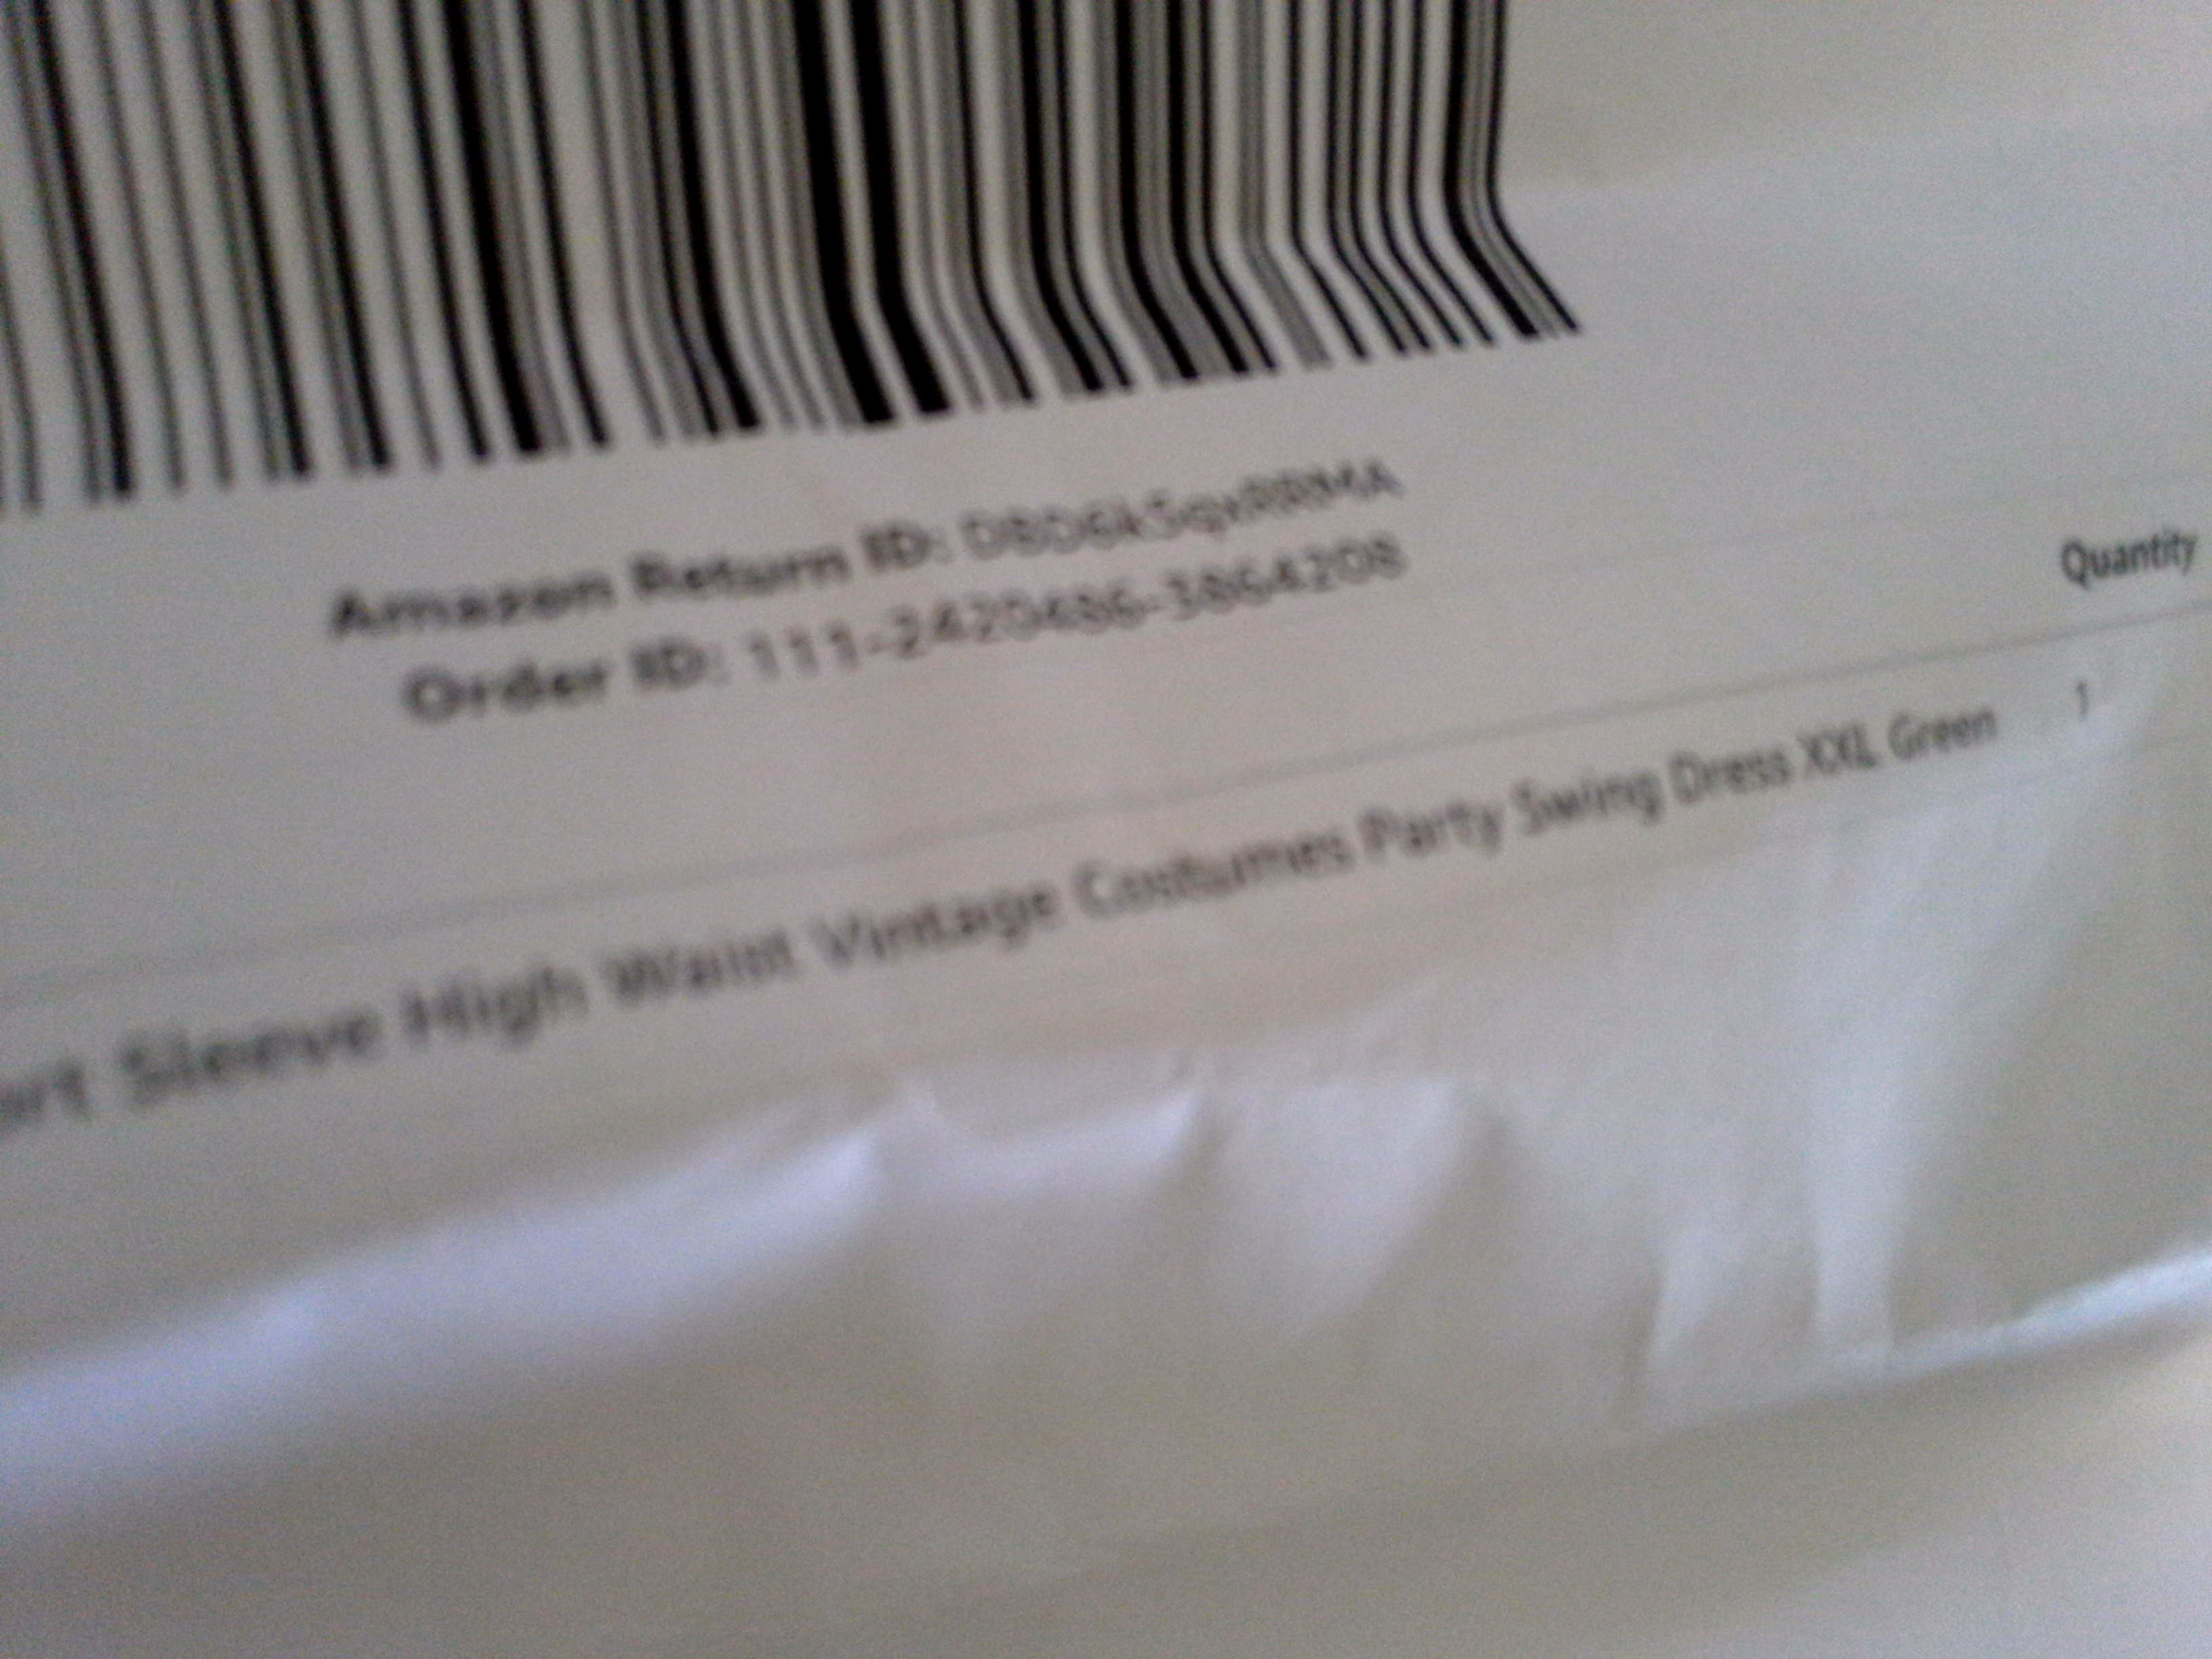 Amazon Return ID:
Order ID: 111-2420486-3864208
Quantity
Sleeve High Waist Vintage Costumes Party Swing Dress XXL Green 1